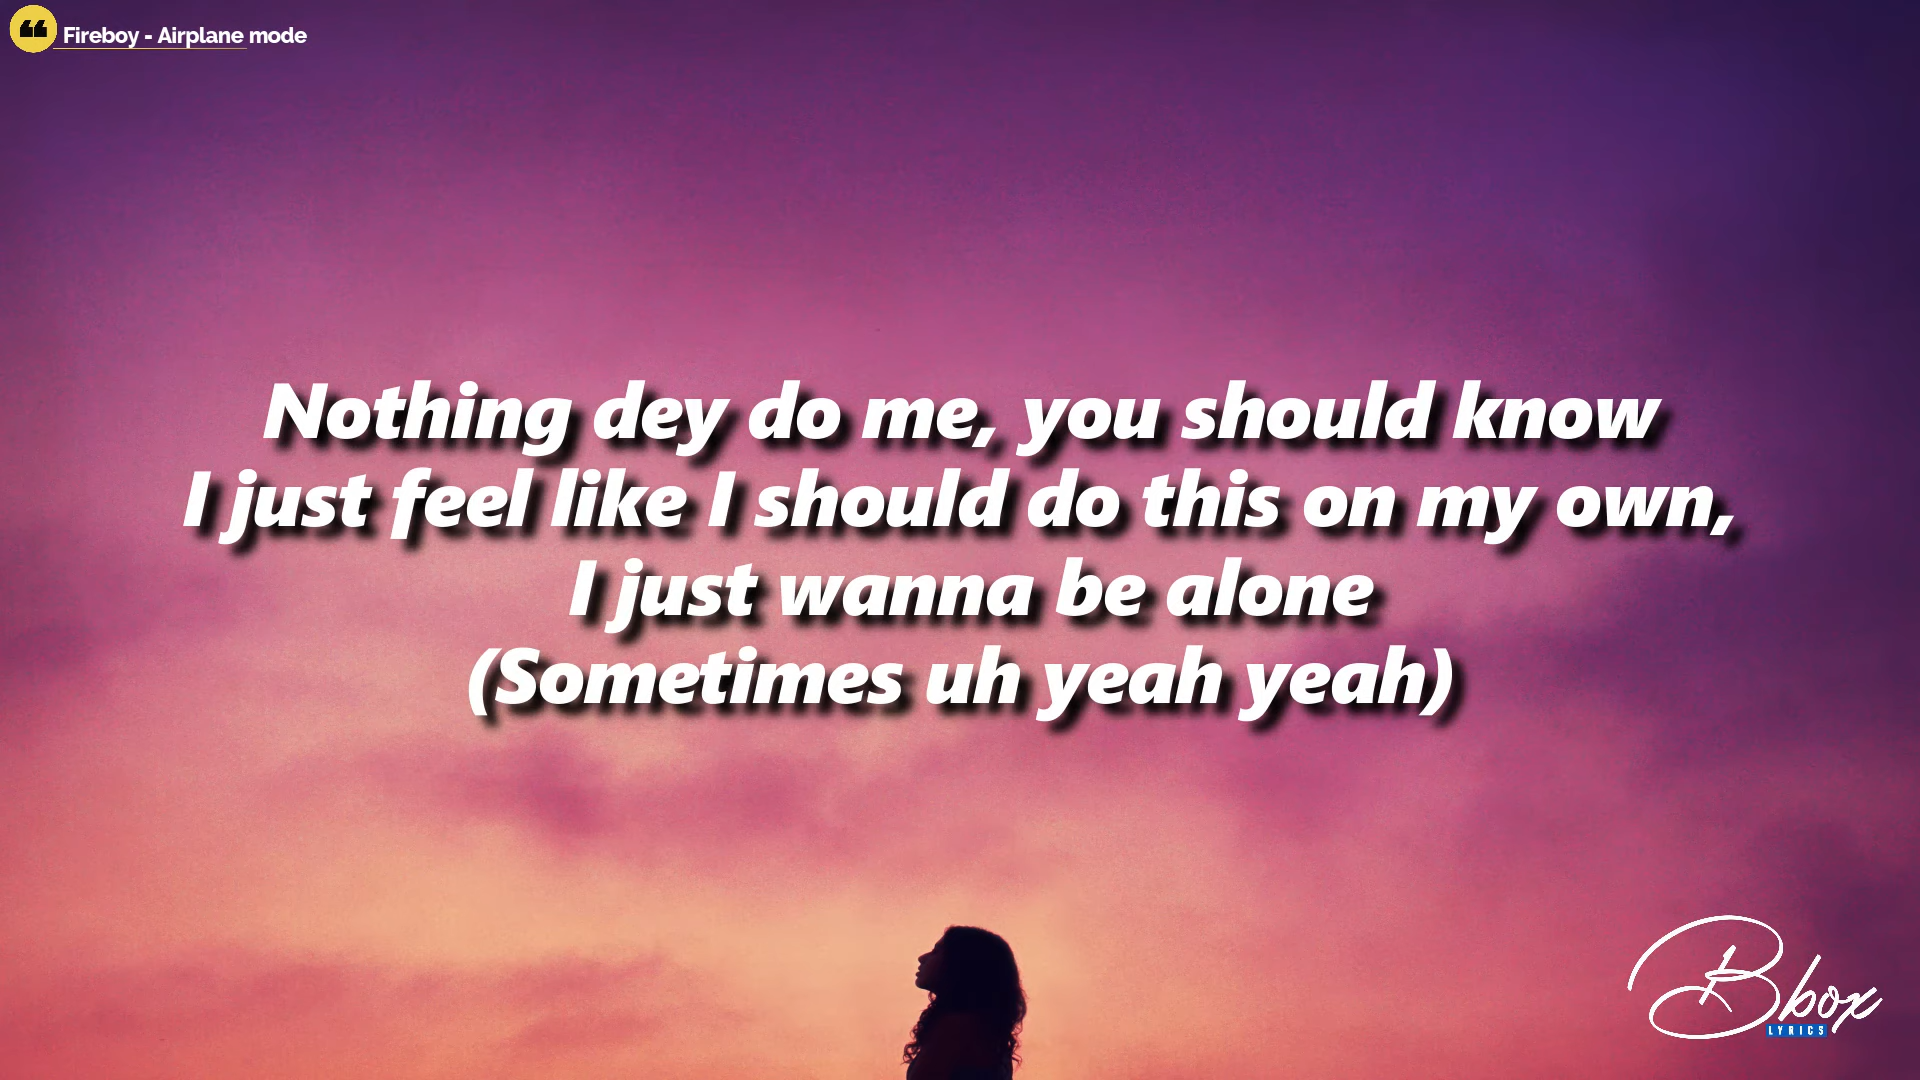 Fireboy - Airplane mode
Nothing dey do me, you should know
I just feel like I should do this on my own,
I just wanna be alone
(Sometimes uh yeah yeah)
Bbox
LYRICS